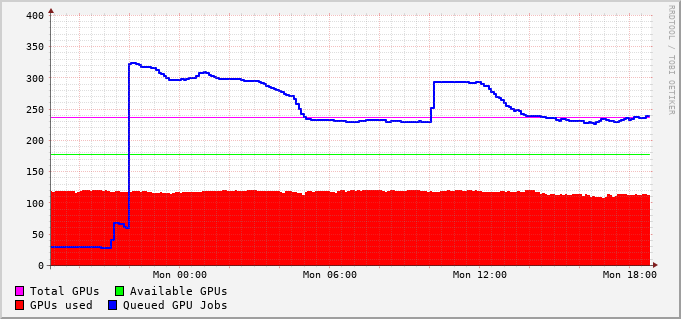 400
350
300
250
200
150
100
50
0
Mon 00:00 Mon 06:00 Mon 12:00 Mon 18:00
Total GPUs Available GPUs
GPUs used Queued GPU Jobs
RRDTOOL / TOBI OETIKER